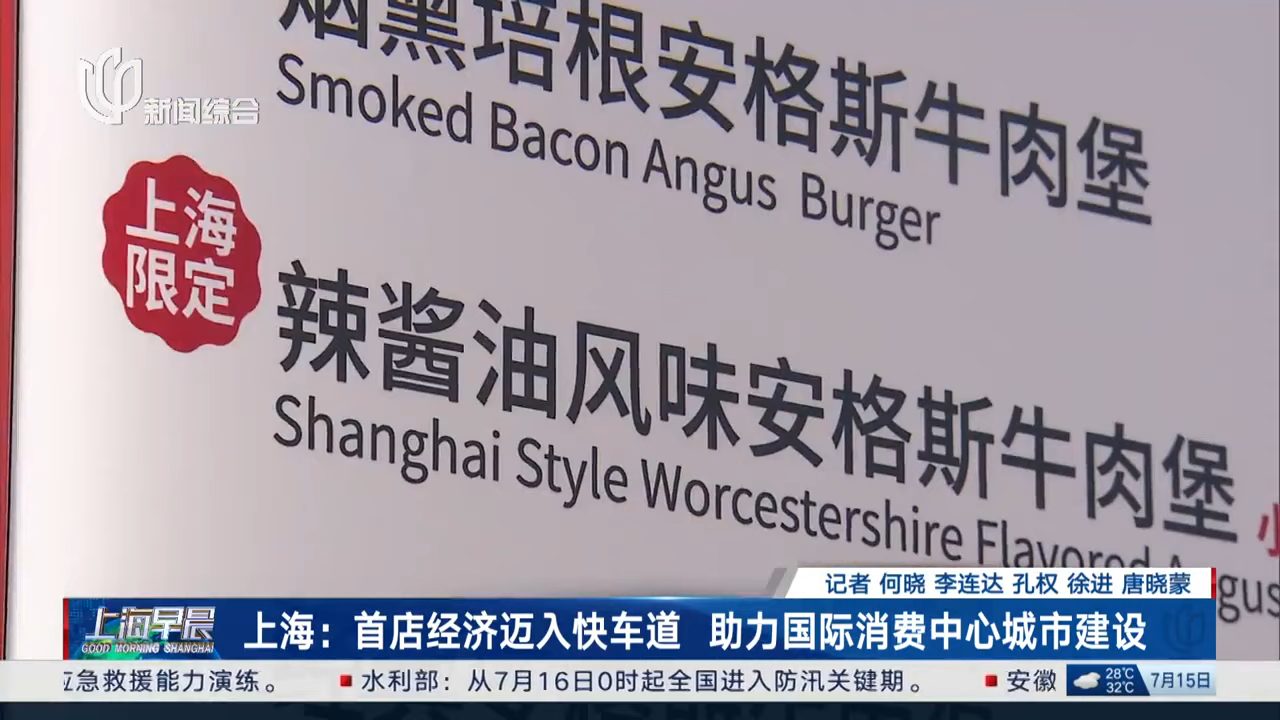 烟熏培根安格斯牛肉堡
Smoked Bacon Angus Burger
新闻综合
上海
限定
辣酱油风味安格斯牛肉堡
Shanghai Style Worcestershire Flavored Angus
记者 何晓 李连达 孔权 徐进 唐晓蒙
上海早晨
GOOD MORNING SHANGHAI
上海：首店经济迈入快车道 助力国际消费中心城市建设
应急救援能力演练。 ■ 水利部：从7月16日0时起全国进入防汛关键期。 ■ 安徽
28℃
32℃
7月15日